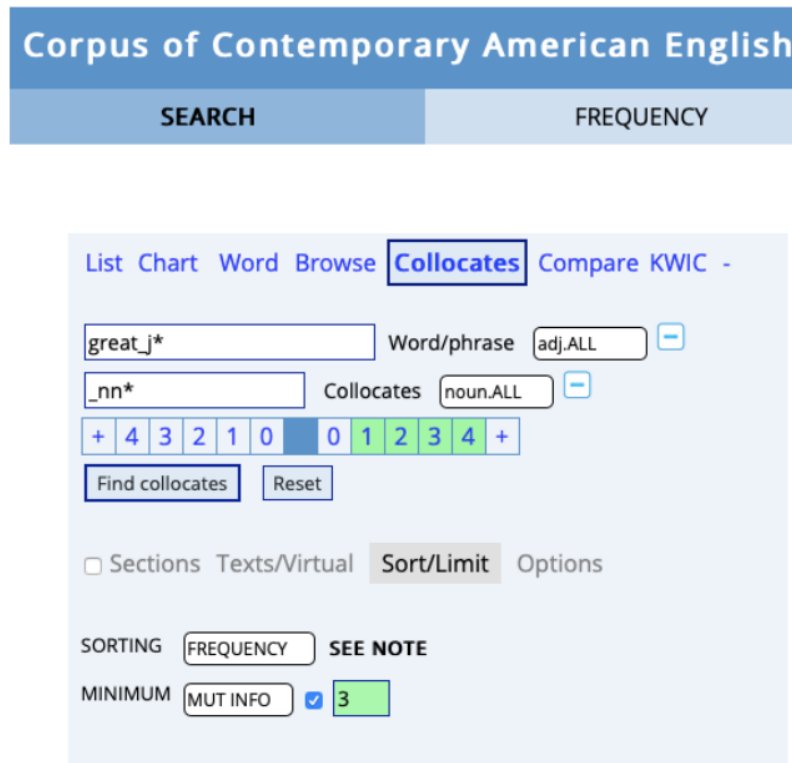 Corpus of Contemporary American English
SEARCH FREQUENCY
List Chart Word Browse Collocates Compare KWIC -
great_j* Word/phrase adj.ALL
_nn* Collocates noun.ALL
+ 4 3 2 1 0 0 1 2 3 4 +
Find collocates Reset
Sections Texts/Virtual Sort/Limit Options
SORTING FREQUENCY SEE NOTE
MINIMUM MUT INFO 3